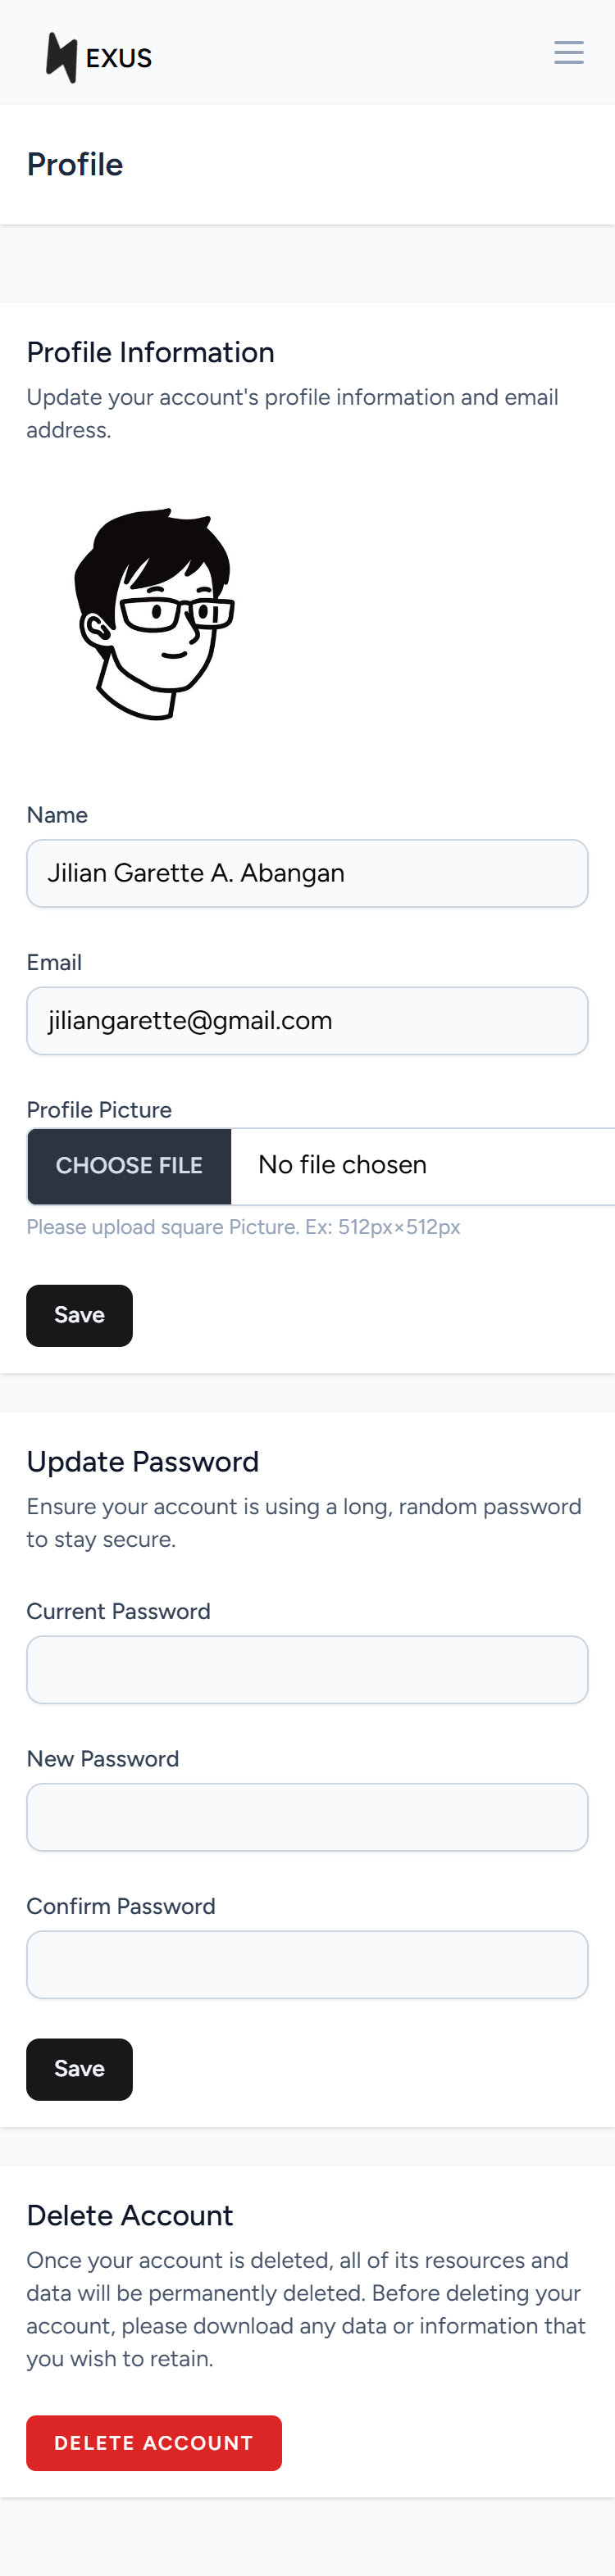 EXUS
Profile
Profile Information
Update your account's profile information and email
address.
Name
Jilian Garette A. Abangan
Email
jiliangarette@gmail.com
Profile Picture
CHOOSE FILE No file chosen
Please upload square Picture. Ex: 512px×512px
Save
Update Password
Ensure your account is using a long, random password
to stay secure.
Current Password
New Password
Confirm Password
Save
Delete Account
Once your account is deleted, all of its resources and
data will be permanently deleted. Before deleting your
account, please download any data or information that
you wish to retain.
DELETE ACCOUNT